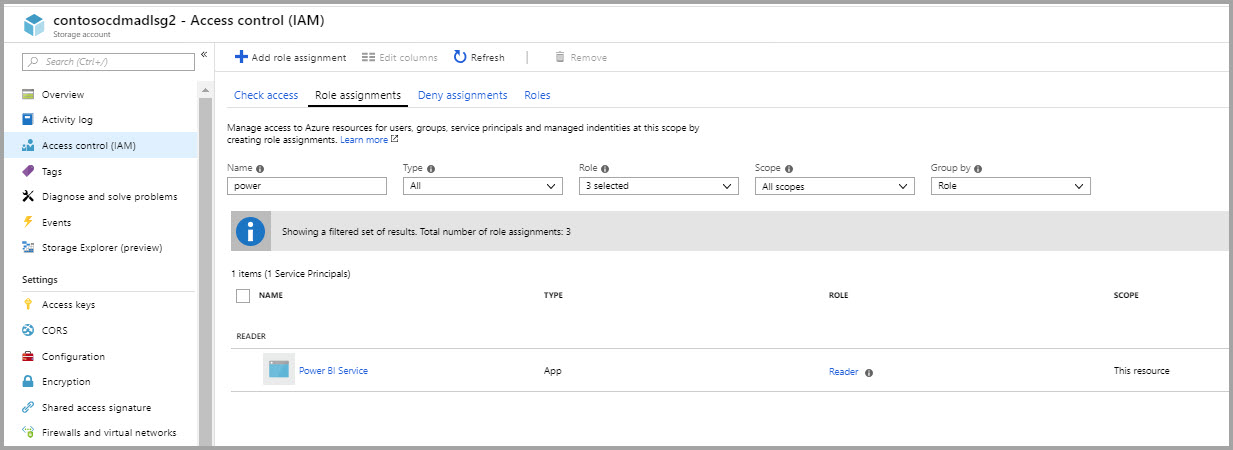 contosocdmadlsg2 - Access control (IAM)
Storage account
Search (Ctrl+/)
«
Overview
Activity log
Access control (IAM)
Tags
Diagnose and solve problems
Events
Storage Explorer (preview)
Settings
Access keys
CORS
Configuration
Encryption
Shared access signature
Firewalls and virtual networks
Add role assignment Edit columns Refresh Remove
Check access Role assignments Deny assignments Roles
Manage access to Azure resources for users, groups, service principals and managed indentities at this scope by
creating role assignments. Learn more
Name Type Role Scope Group by
power All 3 selected All scopes Role
Showing a filtered set of results. Total number of role assignments: 3
1 items (1 Service Principals)
NAME TYPE ROLE SCOPE
READER
Power BI Service App Reader This resource